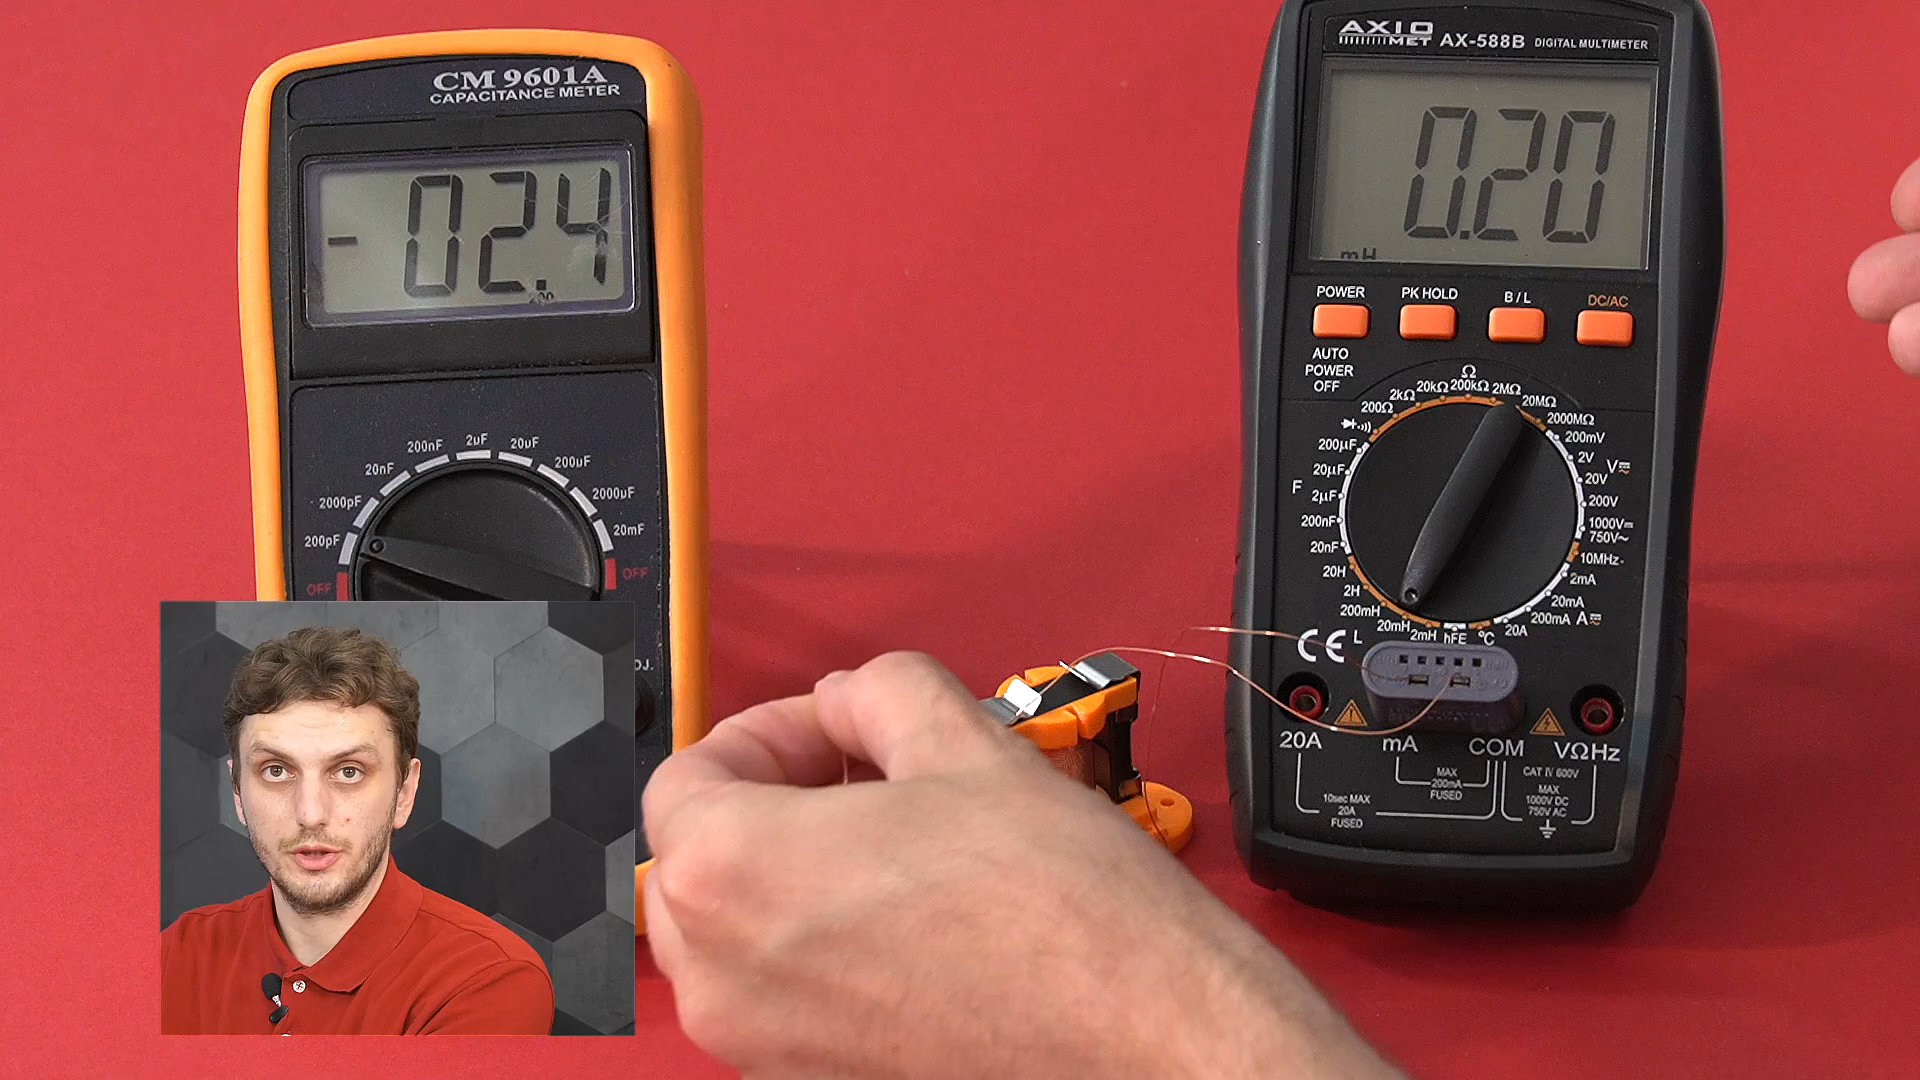 CM 9601A
CAPACITANCE METER
- 02.4
200
200pF
2000pF
20nF
200nF
2uF
20uF
200uF
2000uF
20mF
OFF
OFF
DJ.
AXIO
MET
AX-588B DIGITAL MULTIMETER
0.20
mH
POWER
PK HOLD
B / L
DC/AC
AUTO
POWER
OFF
Ω
200Ω
2kΩ
20kΩ
200kΩ
2MΩ
20MΩ
2000MΩ
200mV
2V
V
20V
200V
1000V
750V~
10MHz
2mA
20mA
200mA
A
20A
°C
hFE
2mH
20mH
200mH
2H
20H
L
20nF
200nF
F
2µF
20µF
200µF
CE
20A
mA
COM
VΩHz
MAX
200mA
FUSED
10sec MAX
20A
FUSED
CAT IV 600V
MAX
1000V DC
750V AC